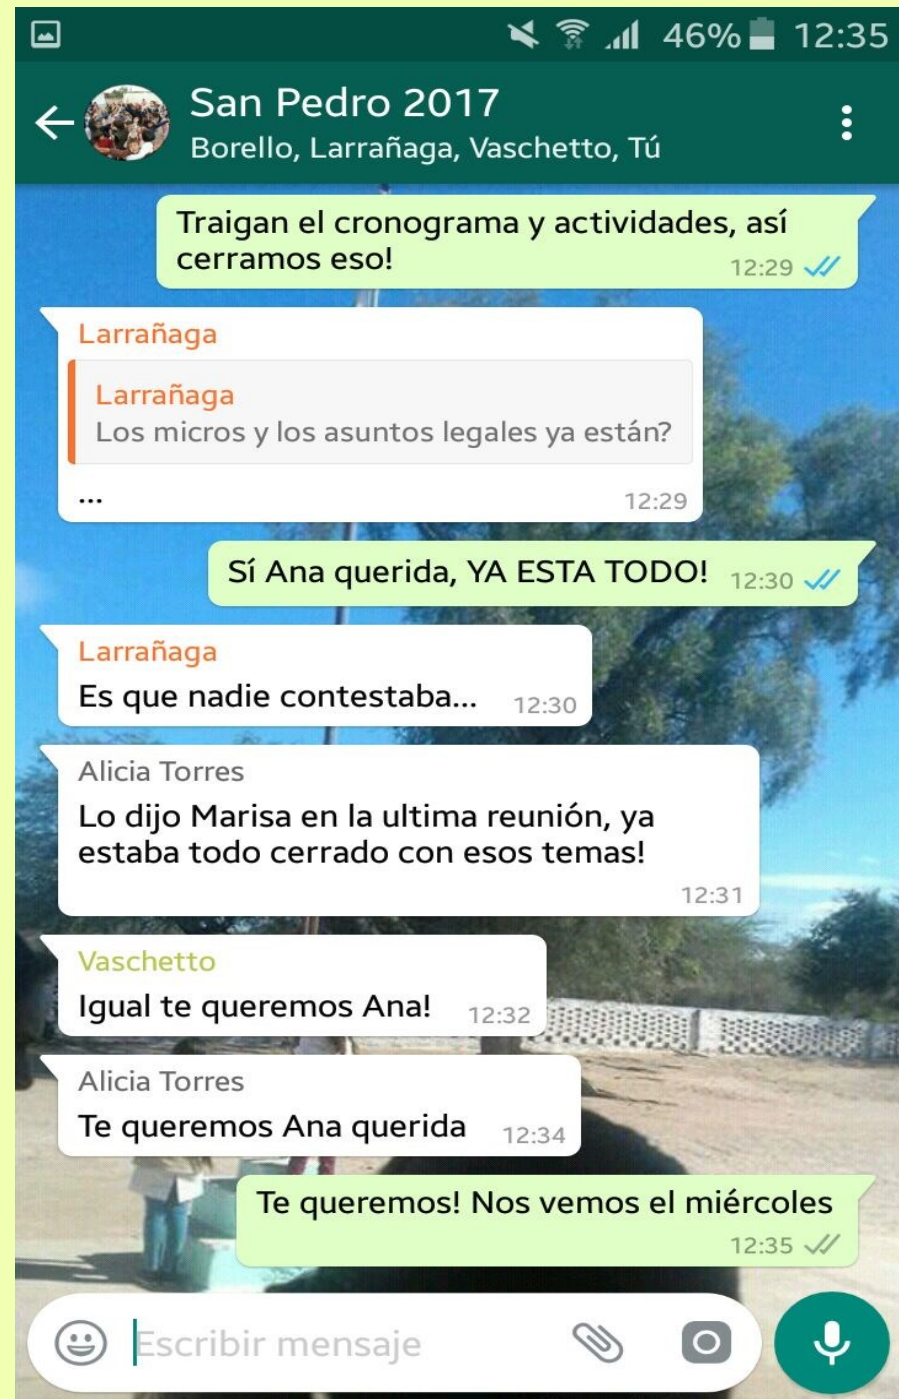 46% 12:35
San Pedro 2017
Borello, Larrañaga, Vaschetto, Tú
Traigan el cronograma y actividades, así
cerramos eso!
12:29
Larrañaga
Larrañaga
Los micros y los asuntos legales ya están?
...
12:29
Sí Ana querida, YA ESTA TODO! 12:30
Larrañaga
Es que nadie contestaba... 12:30
Alicia Torres
Lo dijo Marisa en la ultima reunión, ya
estaba todo cerrado con esos temas!
12:31
Vaschetto
Igual te queremos Ana! 12:32
Alicia Torres
Te queremos Ana querida 12:34
Te queremos! Nos vemos el miércoles
12:35
Escribir mensaje